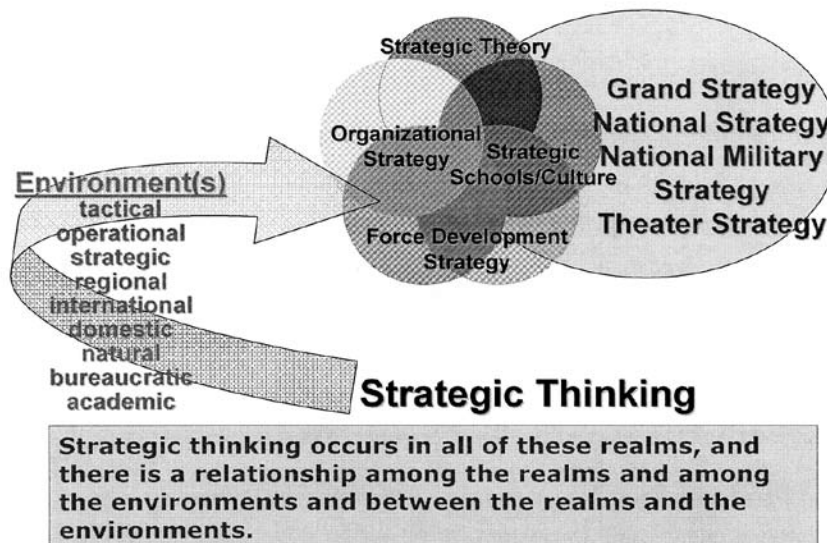 Strategic Theory
Organizational
Strategy
Strategic
Schools/Culture
Force Development
Strategy
Grand Strategy
National Strategy
National Military
Strategy
Theater Strategy
Environment(s)
tactical
operational
strategic
regional
international
domestic
natural
bureaucratic
academic
Strategic Thinking
Strategic thinking occurs in all of these realms, and
there is a relationship among the realms and among
the environments and between the realms and the
environments.